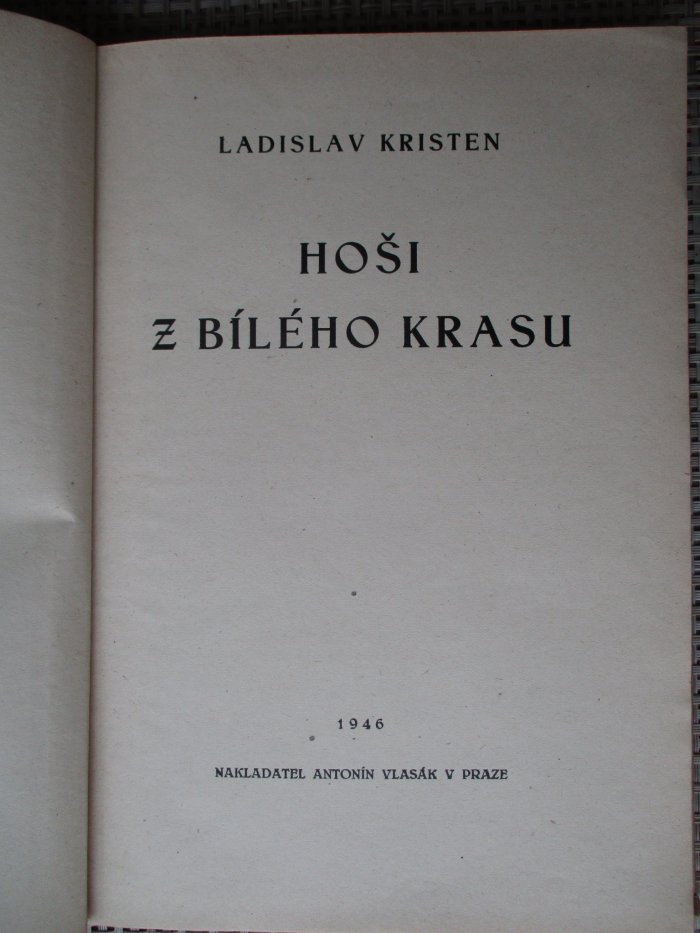 LADISLAV KRISTEN
HOŠI
Z BÍLÉHO KRASU
1946
NAKLADATEL ANTONÍN VLASÁK V PRAZE